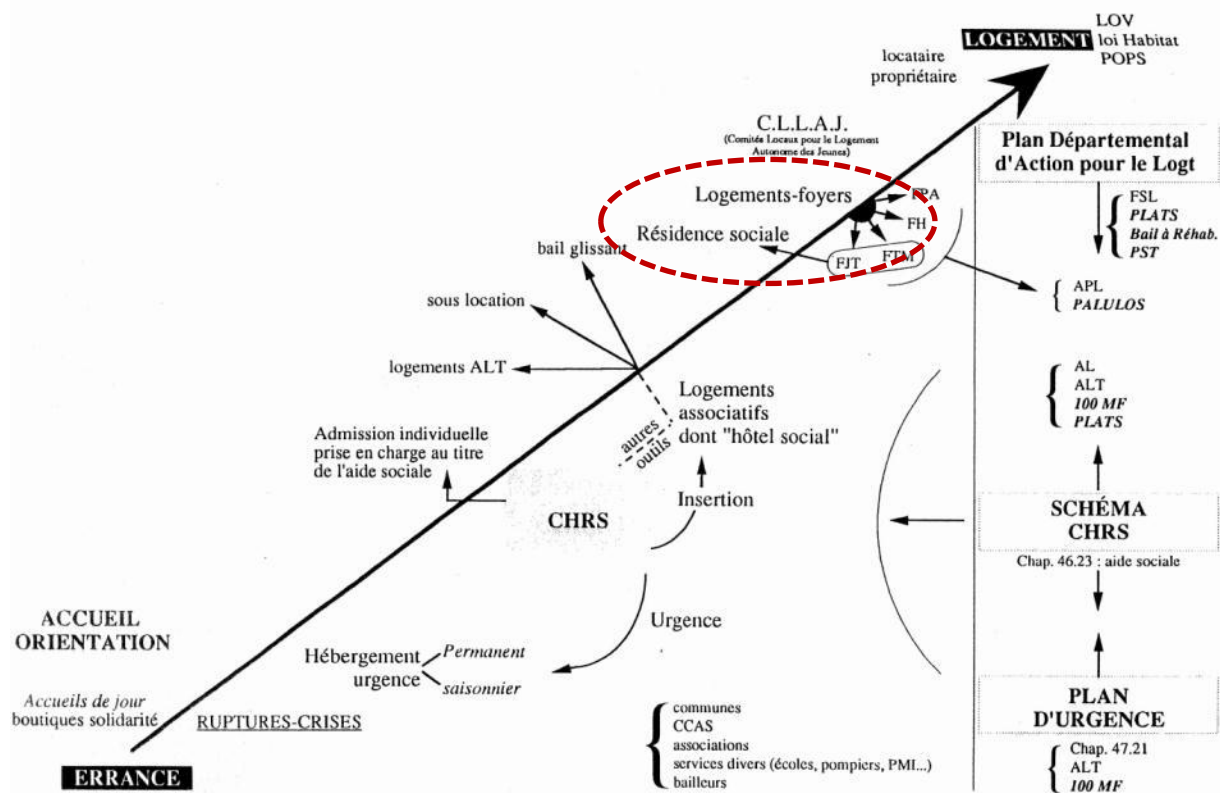 LOGEMENT
LOV
loi Habitat
POPS
locataire
propriétaire
C.L.L.A.J.
(Comités Locaux pour le Logement
Autonome des Jeunes)
Plan Départemental
d'Action pour le Logt
Logements-foyers
FPA
FH
FJT
FTM
Résidence sociale
FSL
PLATS
Bail à Réhab.
PST
bail glissant
APL
PALULOS
sous location
logements ALT
AL
ALT
100 MF
PLATS
Logements
associatifs
dont "hôtel social"
autres
outils
Admission individuelle
prise en charge au titre
de l'aide sociale
CHRS
Insertion
SCHÉMA
CHRS
Chap. 46.23 : aide sociale
ACCUEIL
ORIENTATION
Urgence
Hébergement
urgence
Permanent
saisonnier
Accueils de jour
boutiques solidarité
RUPTURES-CRISES
PLAN
D'URGENCE
communes
CCAS
associations
services divers (écoles, pompiers, PMI...)
bailleurs
Chap. 47.21
ALT
100 MF
ERRANCE